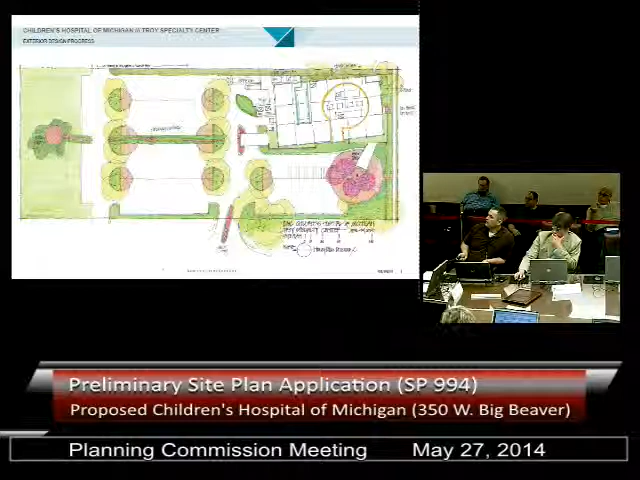 CHILDREN'S HOSPITAL OF MICHIGAN /// TROY SPECIALTY CENTER
EXTERIOR DESIGN PROGRESS
Preliminary Site Plan Application (SP 994)
Proposed Children's Hospital of Michigan (350 W. Big Beaver)
Planning Commission Meeting May 27, 2014